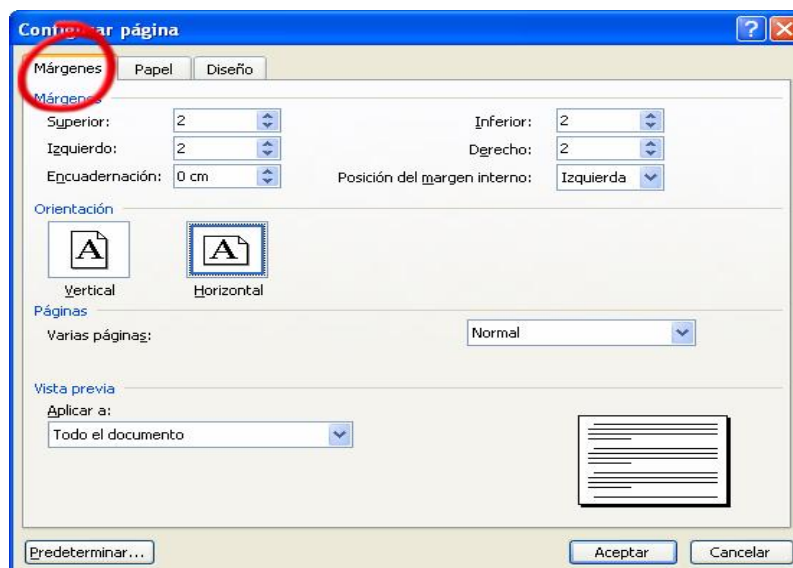 Configurar página
Márgenes Papel Diseño
Márgenes
Superior: 2 Inferior: 2
Izquierdo: 2 Derecho: 2
Encuadernación: 0 cm Posición del margen interno: Izquierda
Orientación
A A
Vertical Horizontal
Páginas
Varias páginas: Normal
Vista previa
Aplicar a:
Todo el documento
Predeterminar... Aceptar Cancelar